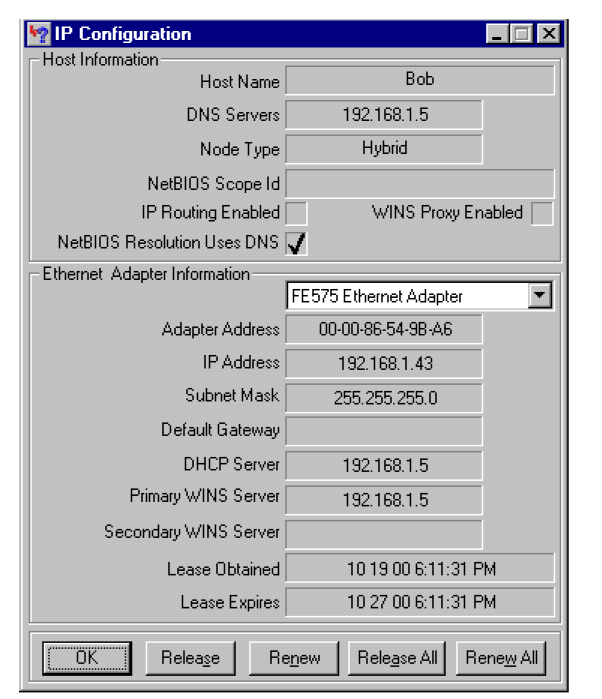 IP Configuration
Host Information
Host Name Bob
DNS Servers 192.168.1.5
Node Type Hybrid
NetBIOS Scope Id
IP Routing Enabled WINS Proxy Enabled
NetBIOS Resolution Uses DNS
Ethernet Adapter Information
FE575 Ethernet Adapter
Adapter Address 00-00-86-54-9B-A6
IP Address 192.168.1.43
Subnet Mask 255.255.255.0
Default Gateway
DHCP Server 192.168.1.5
Primary WINS Server 192.168.1.5
Secondary WINS Server
Lease Obtained 10 19 00 6:11:31 PM
Lease Expires 10 27 00 6:11:31 PM
OK Release Renew Release All Renew All